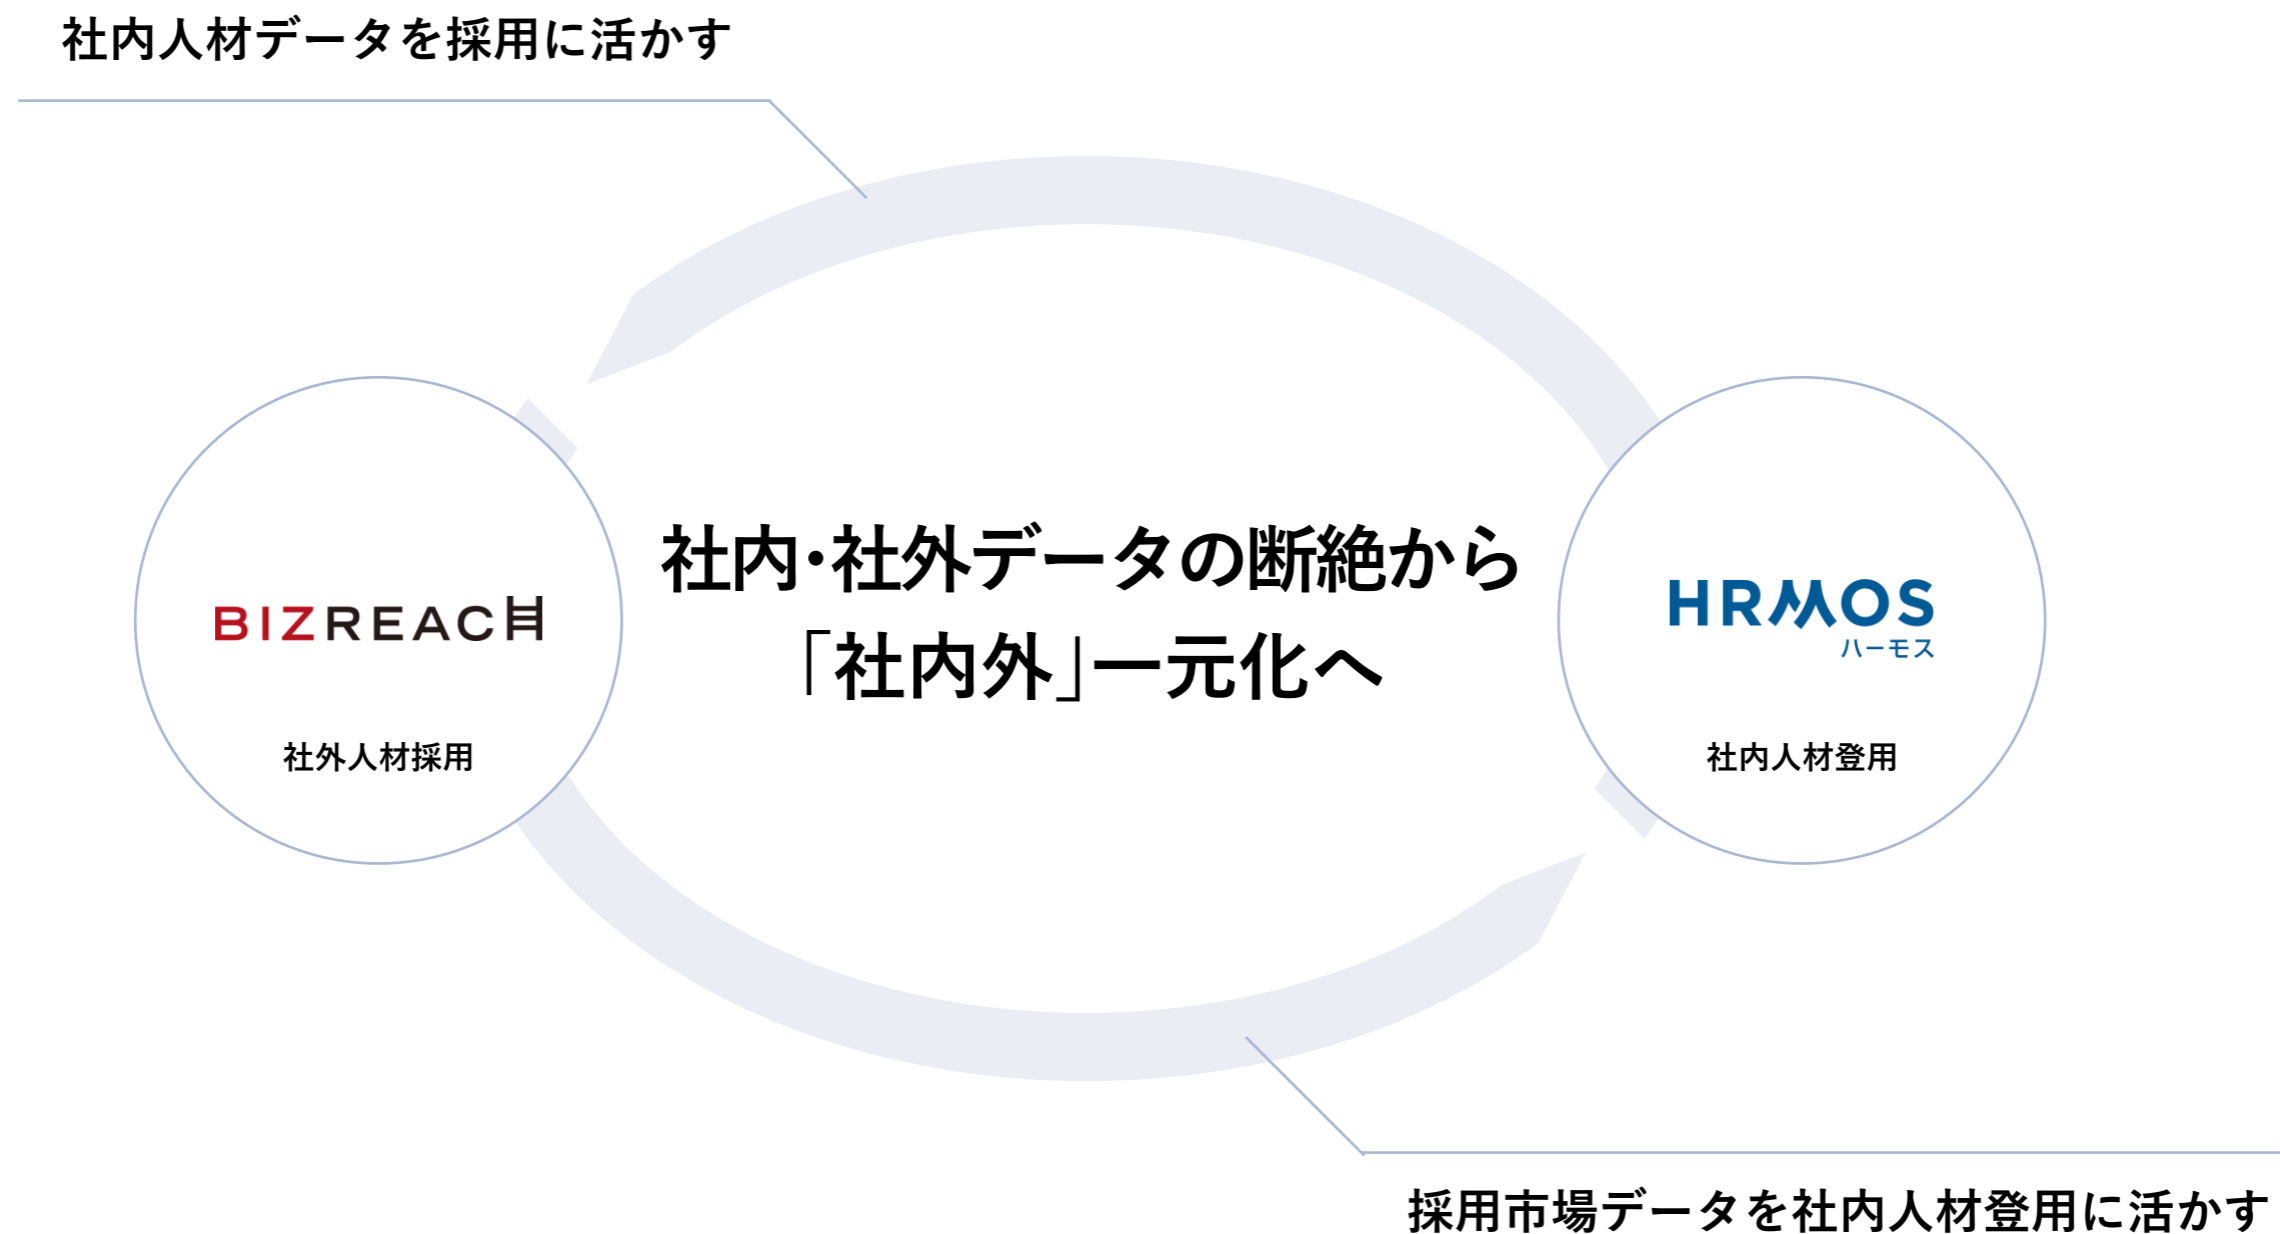 社内人材データを採用に活かす
社内・社外データの断絶から
「社内外」一元化へ
BIZREACH
社外人材採用
HRMOS
ハーモス
社内人材登用
採用市場データを社内人材登用に活かす